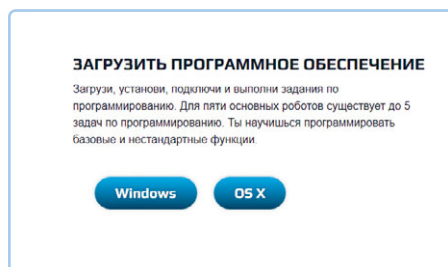 ЗАГРУЗИТЬ ПРОГРАММНОЕ ОБЕСПЕЧЕНИЕ
Загрузи, установи, подключи и выполни задания по
программированию. Для пяти основных роботов существует до 5
задач по программированию. Ты научишься программировать
базовые и нестандартные функции.
Windows OS X